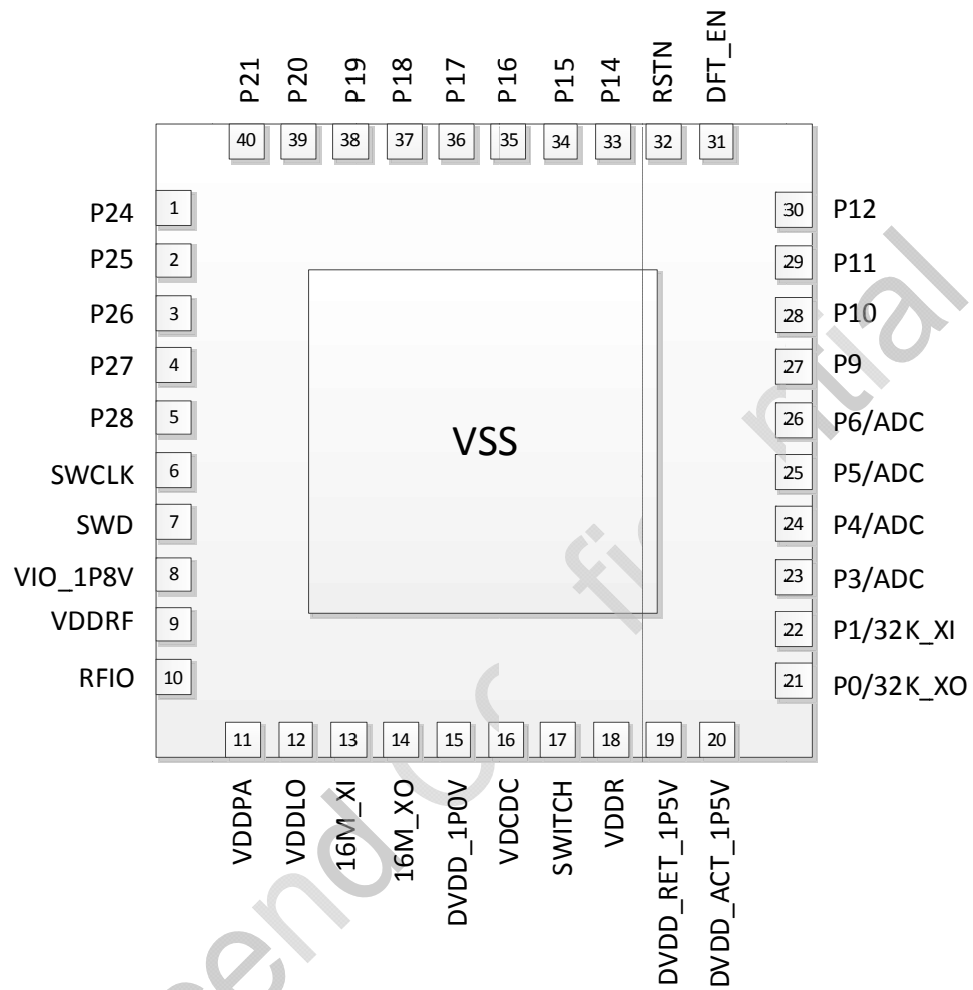 P21 P20 P19 P18 P17 P16 P15 P14 RSTN DFT_EN
40 39 38 37 36 35 34 33 32 31
P24 1
P25 2
P26 3
P27 4
P28 5
SWCLK 6
SWD 7
VIO_1P8V 8
VDDRF 9
RFIO 10
VSS
30 P12
29 P11
28 P10
27 P9
26 P6/ADC
25 P5/ADC
24 P4/ADC
23 P3/ADC
22 P1/32K_XI
21 P0/32K_XO
11 12 13 14 15 16 17 18 19 20
VDDPA VDDLO 16M_XI 16M_XO DVDD_1P0V VDCDC SWITCH VDDR DVDD_RET_1P5V DVDD_ACT_1P5V